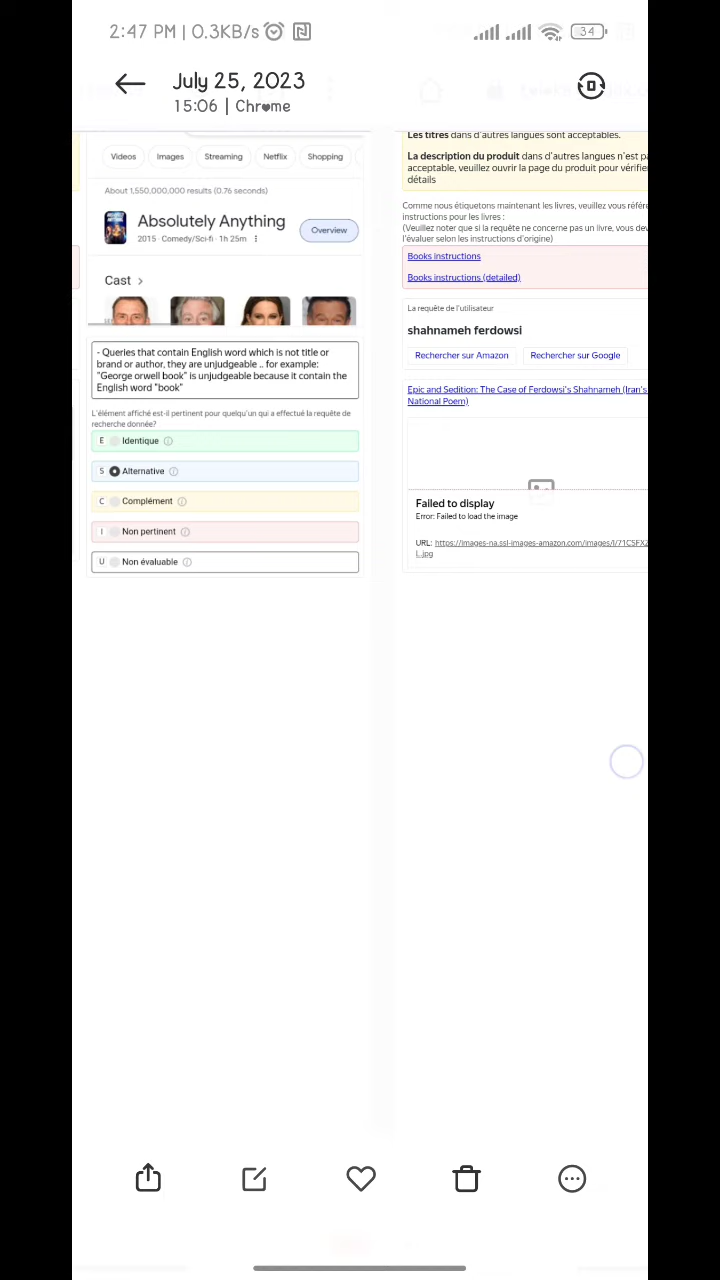 2:47 PM | 0.3KB/s
34
July 25, 2023
15:06 | Chrome
Videos
Images
Streaming
Netflix
Shopping
About 1,550,000,000 results (0.76 seconds)
Absolutely Anything
2015 · Comedy/Sci-fi · 1h 25m
Overview
Cast
- Queries that contain English word which is not title or
brand or author, they are unjudgeable .. for example:
"George orwell book" is unjudgeable because it contain the
English word "book"
L'élément affiché est-il pertinent pour quelqu'un qui a effectué la requête de
recherche donnée?
E Identique
S Alternative
C Complément
I Non pertinent
U Non évaluable
Les titres dans d'autres langues sont acceptables.
La description du produit dans d'autres langues n'est pa
acceptable, veuillez ouvrir la page du produit pour vérifie
détails
Comme nous étiquetons maintenant les livres, veuillez vous référe
instructions pour les livres :
(Veuillez noter que si la requête ne concerne pas un livre, vous dev
l'évaluer selon les instructions d'origine)
Books instructions
Books instructions (detailed)
La requête de l'utilisateur
shahnameh ferdowsi
Rechercher sur Amazon
Rechercher sur Google
Epic and Sedition: The Case of Ferdowsi's Shahnameh (Iran's
National Poem)
Failed to display
Error: Failed to load the image
URL: https://images-na.ssl-images-amazon.com/images/I/71CSFX2
L.jpg